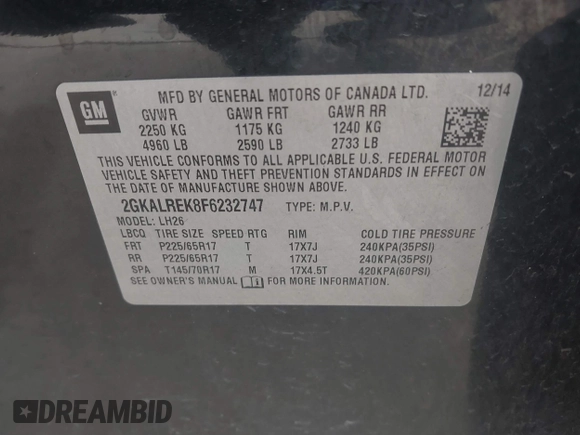 GM
MFD BY GENERAL MOTORS OF CANADA LTD. 12/14
GVWR GAWR FRT GAWR RR
2250 KG 1175 KG 1240 KG
4960 LB 2590 LB 2733 LB
THIS VEHICLE CONFORMS TO ALL APPLICABLE U.S. FEDERAL MOTOR
VEHICLE SAFETY AND THEFT PREVENTION STANDARDS IN EFFECT ON
THE DATE OF MANUFACTURE SHOWN ABOVE.
2GKALREK8F6232747 TYPE: M.P.V.
MODEL: LH26
LBCQ TIRE SIZE SPEED RTG RIM COLD TIRE PRESSURE
FRT P225/65R17 T 17X7J 240KPA(35PSI)
RR P225/65R17 T 17X7J 240KPA(35PSI)
SPA T145/70R17 M 17X4.5T 420KPA(60PSI)
SEE OWNER'S MANUAL FOR MORE INFORMATION.
DREAMBID